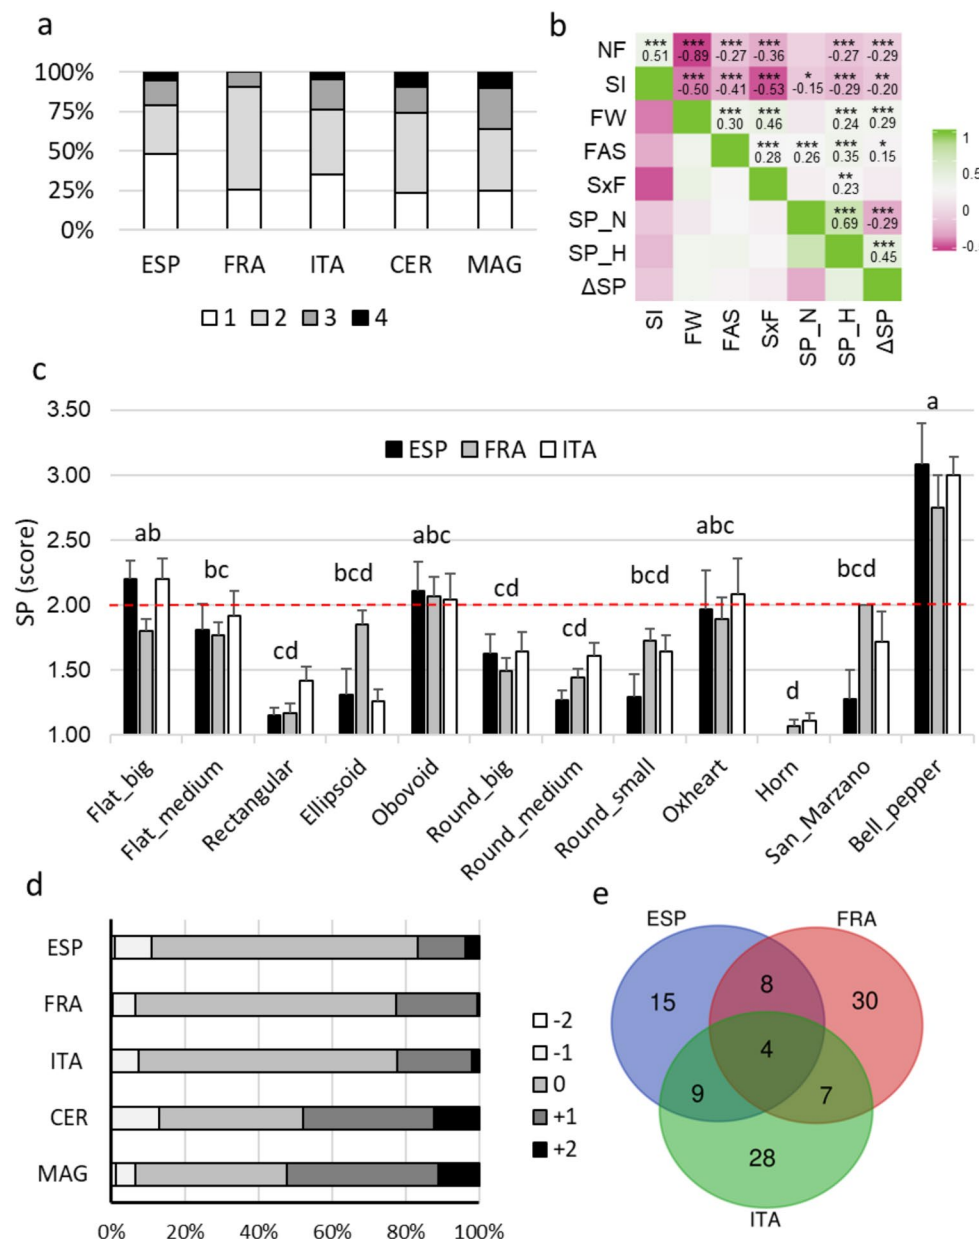 a
100%
75%
50%
25%
0%
ESP FRA ITA CER MAG
1 2 3 4
b
NF *** 0.51 *** -0.89 *** -0.27 *** -0.36 *** -0.27 *** -0.29
SI *** -0.50 *** -0.41 *** -0.53 * -0.15 *** -0.29 ** -0.20
FW *** 0.30 *** 0.46 *** 0.24 *** 0.29
FAS *** 0.28 *** 0.26 *** 0.35 * 0.15
SxF ** 0.23
SP_N *** 0.69 *** -0.29
SP_H *** 0.45
ΔSP
SI FW FAS SxF SP_N SP_H ΔSP
1
0.5
0
-0.
c
SP (score)
3.50
3.00
2.50
2.00
1.50
1.00
ESP FRA ITA
ab bc cd bcd abc cd cd bcd abc d bcd a
Flat_big Flat_medium Rectangular Ellipsoid Obovoid Round_big Round_medium Round_small Oxheart Horn San_Marzano Bell_pepper
d
ESP
FRA
ITA
CER
MAG
0% 20% 40% 60% 80% 100%
-2
-1
0
+1
+2
e
ESP FRA
15 8 30
4
9 7
28
ITA